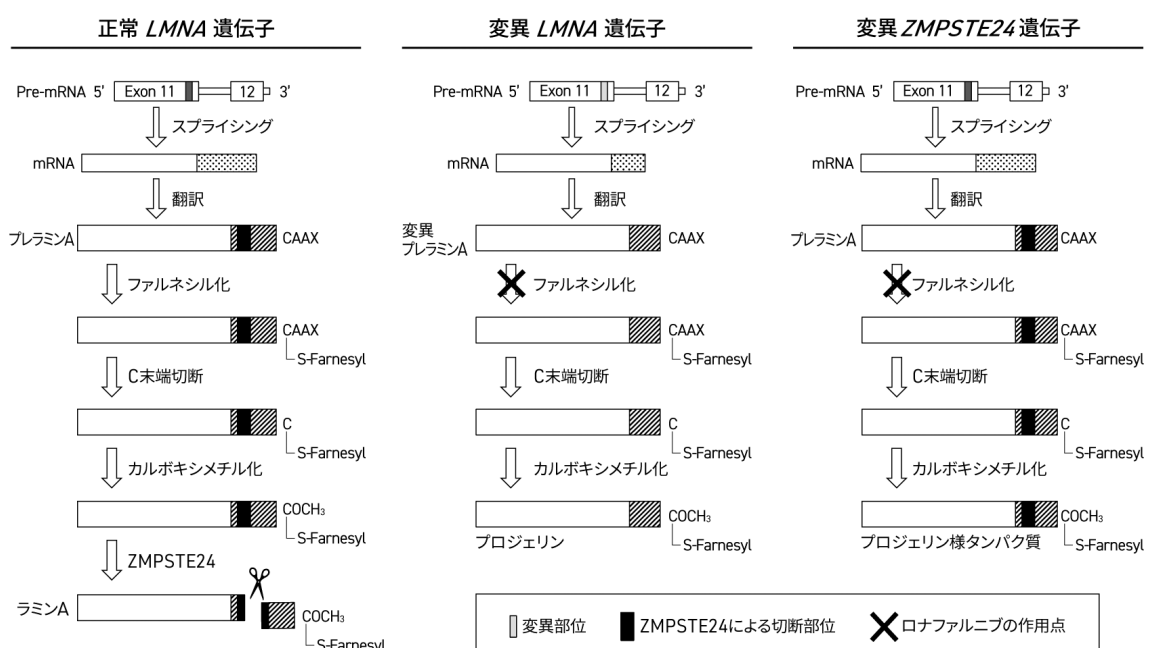 正常 LMNA 遺伝子
Pre-mRNA 5' Exon 11 12 3'
スプライシング
mRNA
翻訳
プレラミンA CAAX
ファルネシル化
CAAX
S-Farnesyl
C末端切断
C
S-Farnesyl
カルボキシメチル化
COCH₃
S-Farnesyl
ZMPSTE24
ラミンA
COCH₃
S-Farnesyl
変異 LMNA 遺伝子
Pre-mRNA 5' Exon 11 12 3'
スプライシング
mRNA
翻訳
変異
プレラミンA CAAX
ファルネシル化
CAAX
S-Farnesyl
C末端切断
C
S-Farnesyl
カルボキシメチル化
COCH₃
S-Farnesyl
プロジェリン
変異 ZMPSTE24 遺伝子
Pre-mRNA 5' Exon 11 12 3'
スプライシング
mRNA
翻訳
プレラミンA CAAX
ファルネシル化
CAAX
S-Farnesyl
C末端切断
C
S-Farnesyl
カルボキシメチル化
COCH₃
S-Farnesyl
プロジェリン様タンパク質
変異部位 ZMPSTE24による切断部位 ロナファルニブの作用点